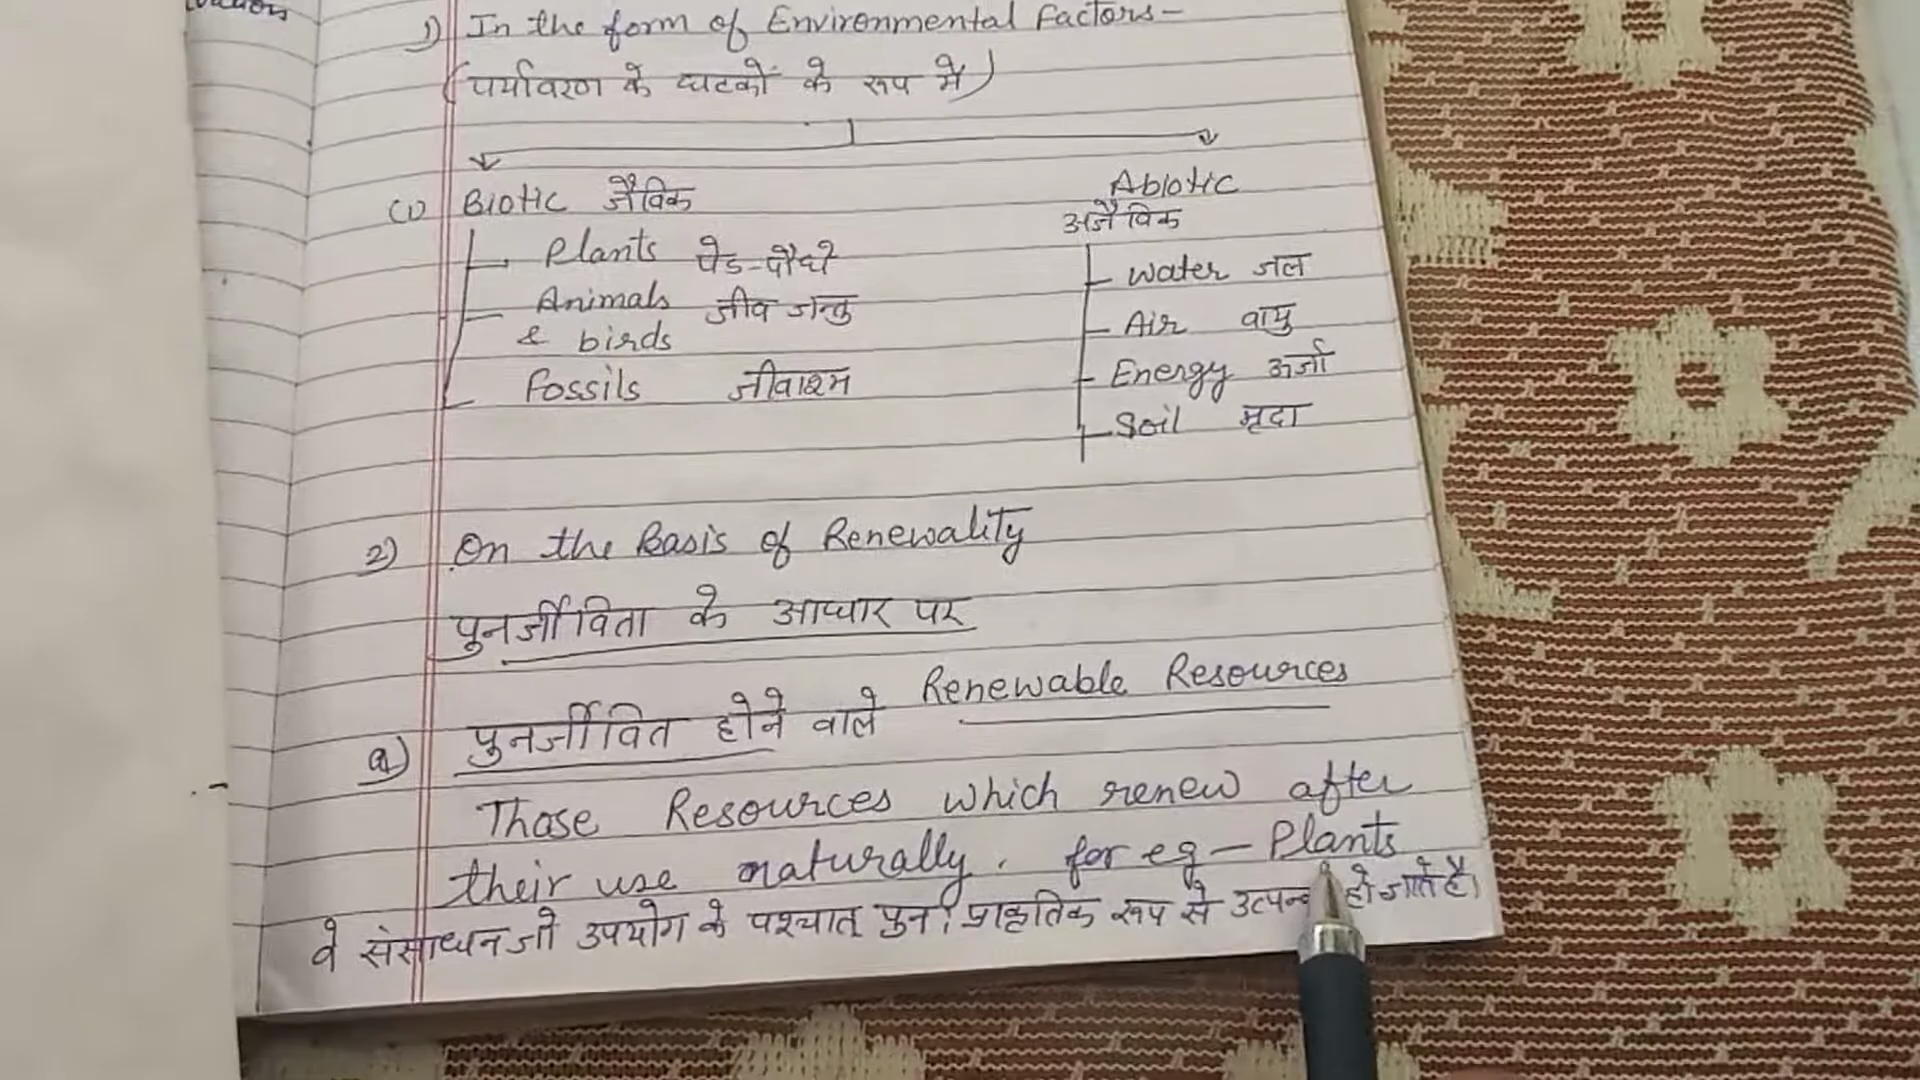 1) In the form of Environmental Factors-
(पर्यावरण के घटकों के रूप में)
(1) Biotic जैविक
Plants पेड-पौधे
Animals जीव जन्तु
& birds
Fossils जीवाश्म
Abiotic
अजैविक
Water जल
Air वायु
Energy ऊर्जा
Soil मृदा
2) On the Basis of Renewality
पुनर्जीविता के आधार पर
a) पुनर्जीवित होने वाले Renewable Resources
Those Resources which renew after
their use naturally. for eg - Plants
वे संसाधन जो उपयोग के पश्चात् पुनः प्राकृतिक रूप से उत्पन्न हो जाते है।